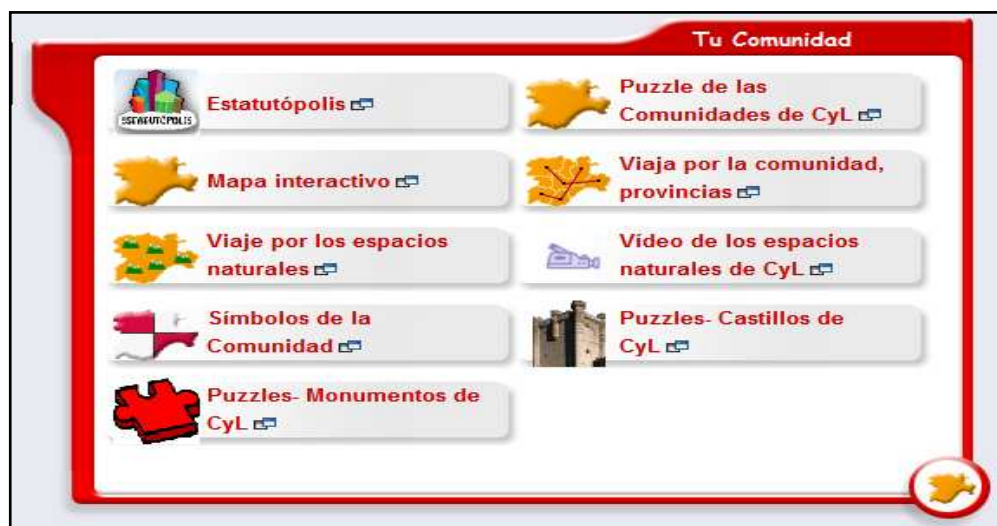 Tu Comunidad
ESTATUTÓPOLIS
Estatutópolis
Puzzle de las
Comunidades de CyL
Mapa interactivo
Viaja por la comunidad,
provincias
Viaje por los espacios
naturales
Vídeo de los espacios
naturales de CyL
Símbolos de la
Comunidad
Puzzles- Castillos de
CyL
Puzzles- Monumentos de
CyL